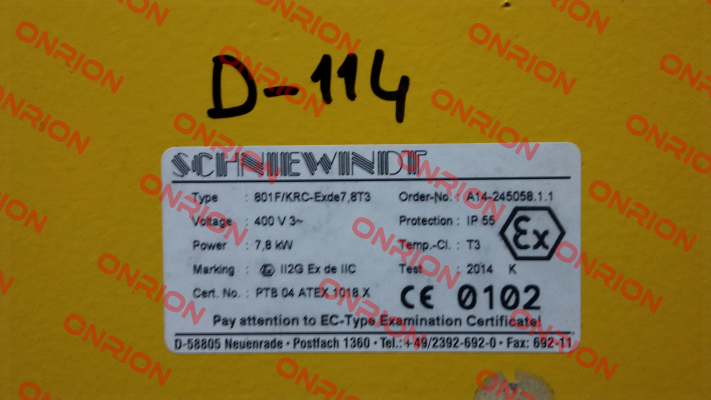 D-114
SCHNIEWINDT
Type : 801F/KRC-Exde7,8T3 Order-No. : A14-245058.1.1
Voltage : 400 V 3~ Protection : IP 55
Power : 7,8 kW Temp.-Cl. : T3
Marking : Ex II2G Ex de IIC Test : 2014 K
Cert. No. : PTB 04 ATEX 1018 X CE 0102
Ex
Pay attention to EC-Type Examination Certificate!
D-58805 Neuenrade • Postfach 1360 • Tel.: +49/2392-692-0 • Fax: 692-11
ONRION